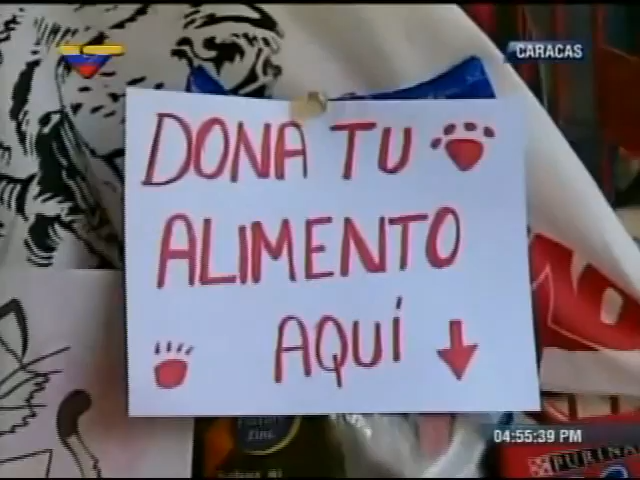 CARACAS
DONA TU
ALIMENTO
AQUÍ
04:55:39 PM
PURINA